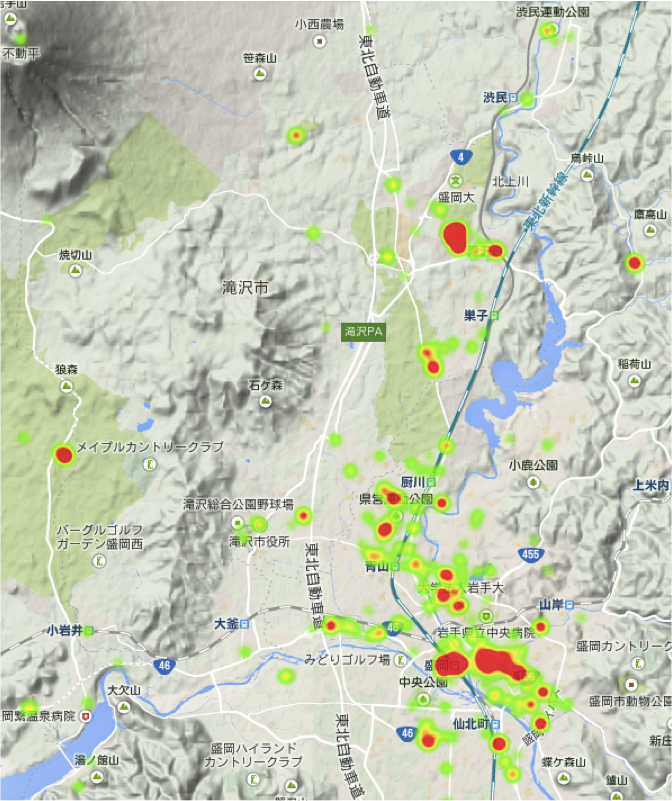 渋民運動公園
小西農場
不動平
笹森山
東北自動車道
渋民
4
鳥峠山
盛岡大
北上川
東北新幹線
鷹高山
焼切山
滝沢市
巣子
滝沢PA
狼森
石ケ森
稲荷山
メイプルカントリークラブ
小鹿公園
厨川
上米内
県営運動公園
滝沢総合公園野球場
バーグルゴルフ
ガーデン盛岡西
滝沢市役所
455
青山
東北自動車道
山岸
小岩井
大釜
岩手県立中央病院
46
みどりゴルフ場
盛岡カントリーク
中央公園
大欠山
盛岡市動物公園
岡繋温泉病院
仙北町
46
東北自動車道
新庄
盛岡ハイランド
カントリークラブ
湯ノ館山
蝶ケ森山
鑪山